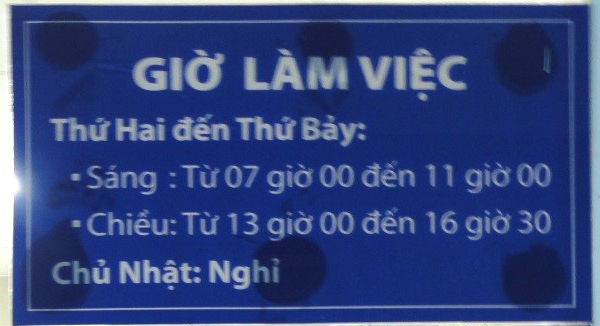 GIỜ LÀM VIỆC
Thứ Hai đến Thứ Bảy:
▪ Sáng : Từ 07 giờ 00 đến 11 giờ 00
▪ Chiều: Từ 13 giờ 00 đến 16 giờ 30
Chủ Nhật: Nghỉ